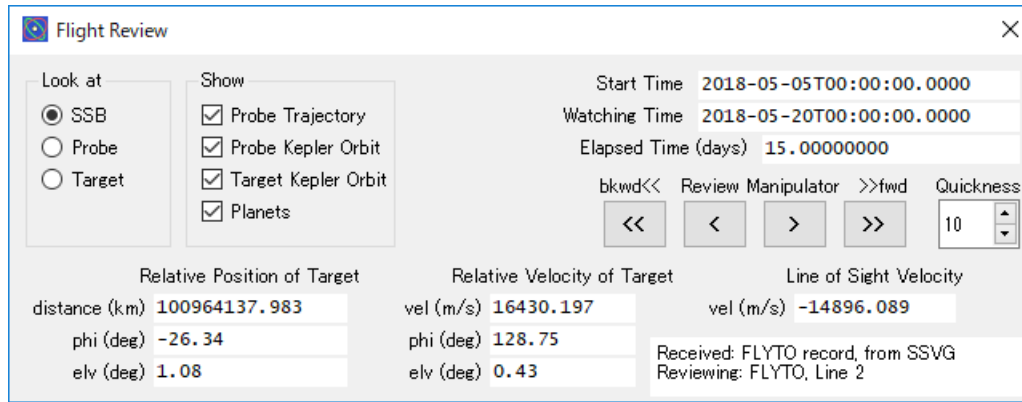 Flight Review
Look at
SSB
Probe
Target
Show
Probe Trajectory
Probe Kepler Orbit
Target Kepler Orbit
Planets
Start Time 2018-05-05T00:00:00.0000
Watching Time 2018-05-20T00:00:00.0000
Elapsed Time (days) 15.00000000
bkwd<< Review Manipulator >>fwd Quickness
<< < > >> 10
Relative Position of Target
distance (km) 100964137.983
phi (deg) -26.34
elv (deg) 1.08
Relative Velocity of Target
vel (m/s) 16430.197
phi (deg) 128.75
elv (deg) 0.43
Line of Sight Velocity
vel (m/s) -14896.089
Received: FLYTO record, from SSVG
Reviewing: FLYTO, Line 2